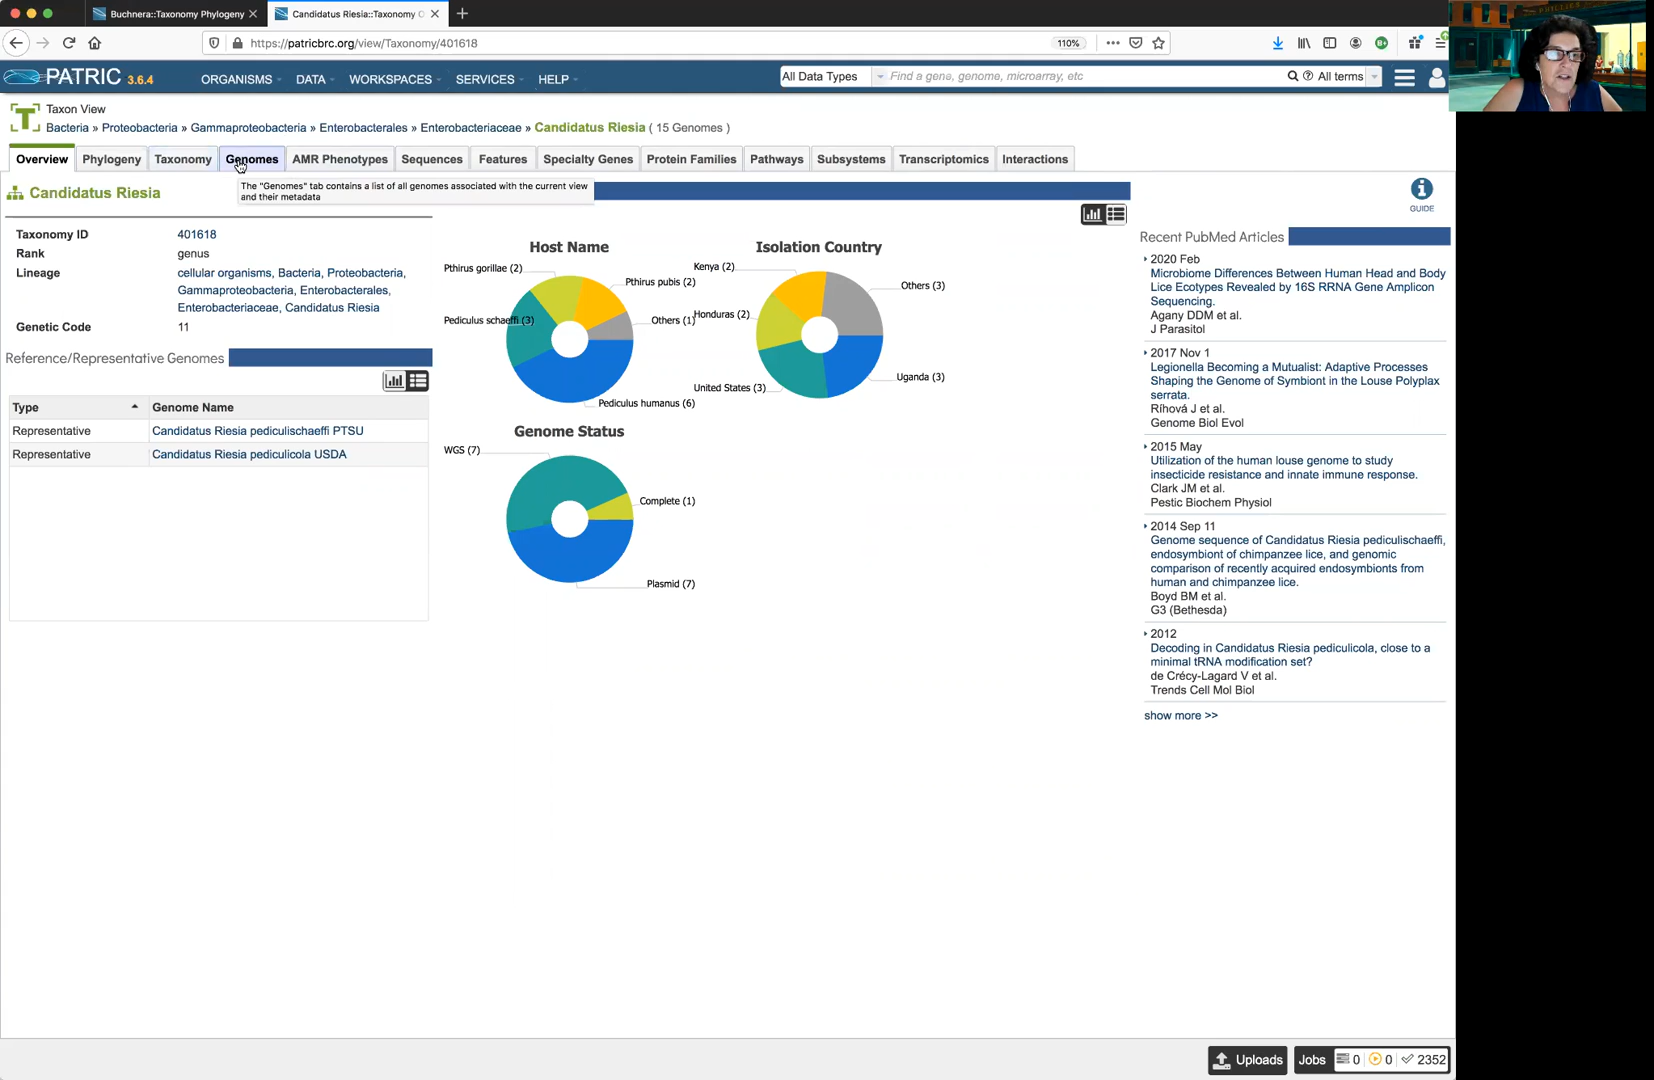 Buchnera::Taxonomy Phylogeny
Candidatus Riesia::Taxonomy O
https://patricbrc.org/view/Taxonomy/401618
110%
PATRIC 3.6.4
ORGANISMS
DATA
WORKSPACES
SERVICES
HELP
All Data Types
Find a gene, genome, microarray, etc
All terms
Taxon View
Bacteria » Proteobacteria » Gammaproteobacteria » Enterobacterales » Enterobacteriaceae » Candidatus Riesia ( 15 Genomes )
Overview
Phylogeny
Taxonomy
Genomes
AMR Phenotypes
Sequences
Features
Specialty Genes
Protein Families
Pathways
Subsystems
Transcriptomics
Interactions
The "Genomes" tab contains a list of all genomes associated with the current view
and their metadata
Candidatus Riesia
Taxonomy ID 401618
Rank genus
Lineage cellular organisms, Bacteria, Proteobacteria,
Gammaproteobacteria, Enterobacterales,
Enterobacteriaceae, Candidatus Riesia
Genetic Code 11
Reference/Representative Genomes
Type Genome Name
Representative Candidatus Riesia pediculischaeffi PTSU
Representative Candidatus Riesia pediculicola USDA
Host Name
Pthirus gorillae (2)
Pthirus pubis (2)
Pediculus schaeffi (3)
Others (1)
Pediculus humanus (6)
Isolation Country
Kenya (2)
Others (3)
Honduras (2)
United States (3)
Uganda (3)
Genome Status
WGS (7)
Complete (1)
Plasmid (7)
GUIDE
Recent PubMed Articles
2020 Feb
Microbiome Differences Between Human Head and Body
Lice Ecotypes Revealed by 16S RRNA Gene Amplicon
Sequencing.
Agany DDM et al.
J Parasitol
2017 Nov 1
Legionella Becoming a Mutualist: Adaptive Processes
Shaping the Genome of Symbiont in the Louse Polyplax
serrata.
Říhová J et al.
Genome Biol Evol
2015 May
Utilization of the human louse genome to study
insecticide resistance and innate immune response.
Clark JM et al.
Pestic Biochem Physiol
2014 Sep 11
Genome sequence of Candidatus Riesia pediculischaeffi,
endosymbiont of chimpanzee lice, and genomic
comparison of recently acquired endosymbionts from
human and chimpanzee lice.
Boyd BM et al.
G3 (Bethesda)
2012
Decoding in Candidatus Riesia pediculicola, close to a
minimal tRNA modification set?
de Crécy-Lagard V et al.
Trends Cell Mol Biol
show more >>
Uploads
Jobs 0 0 2352